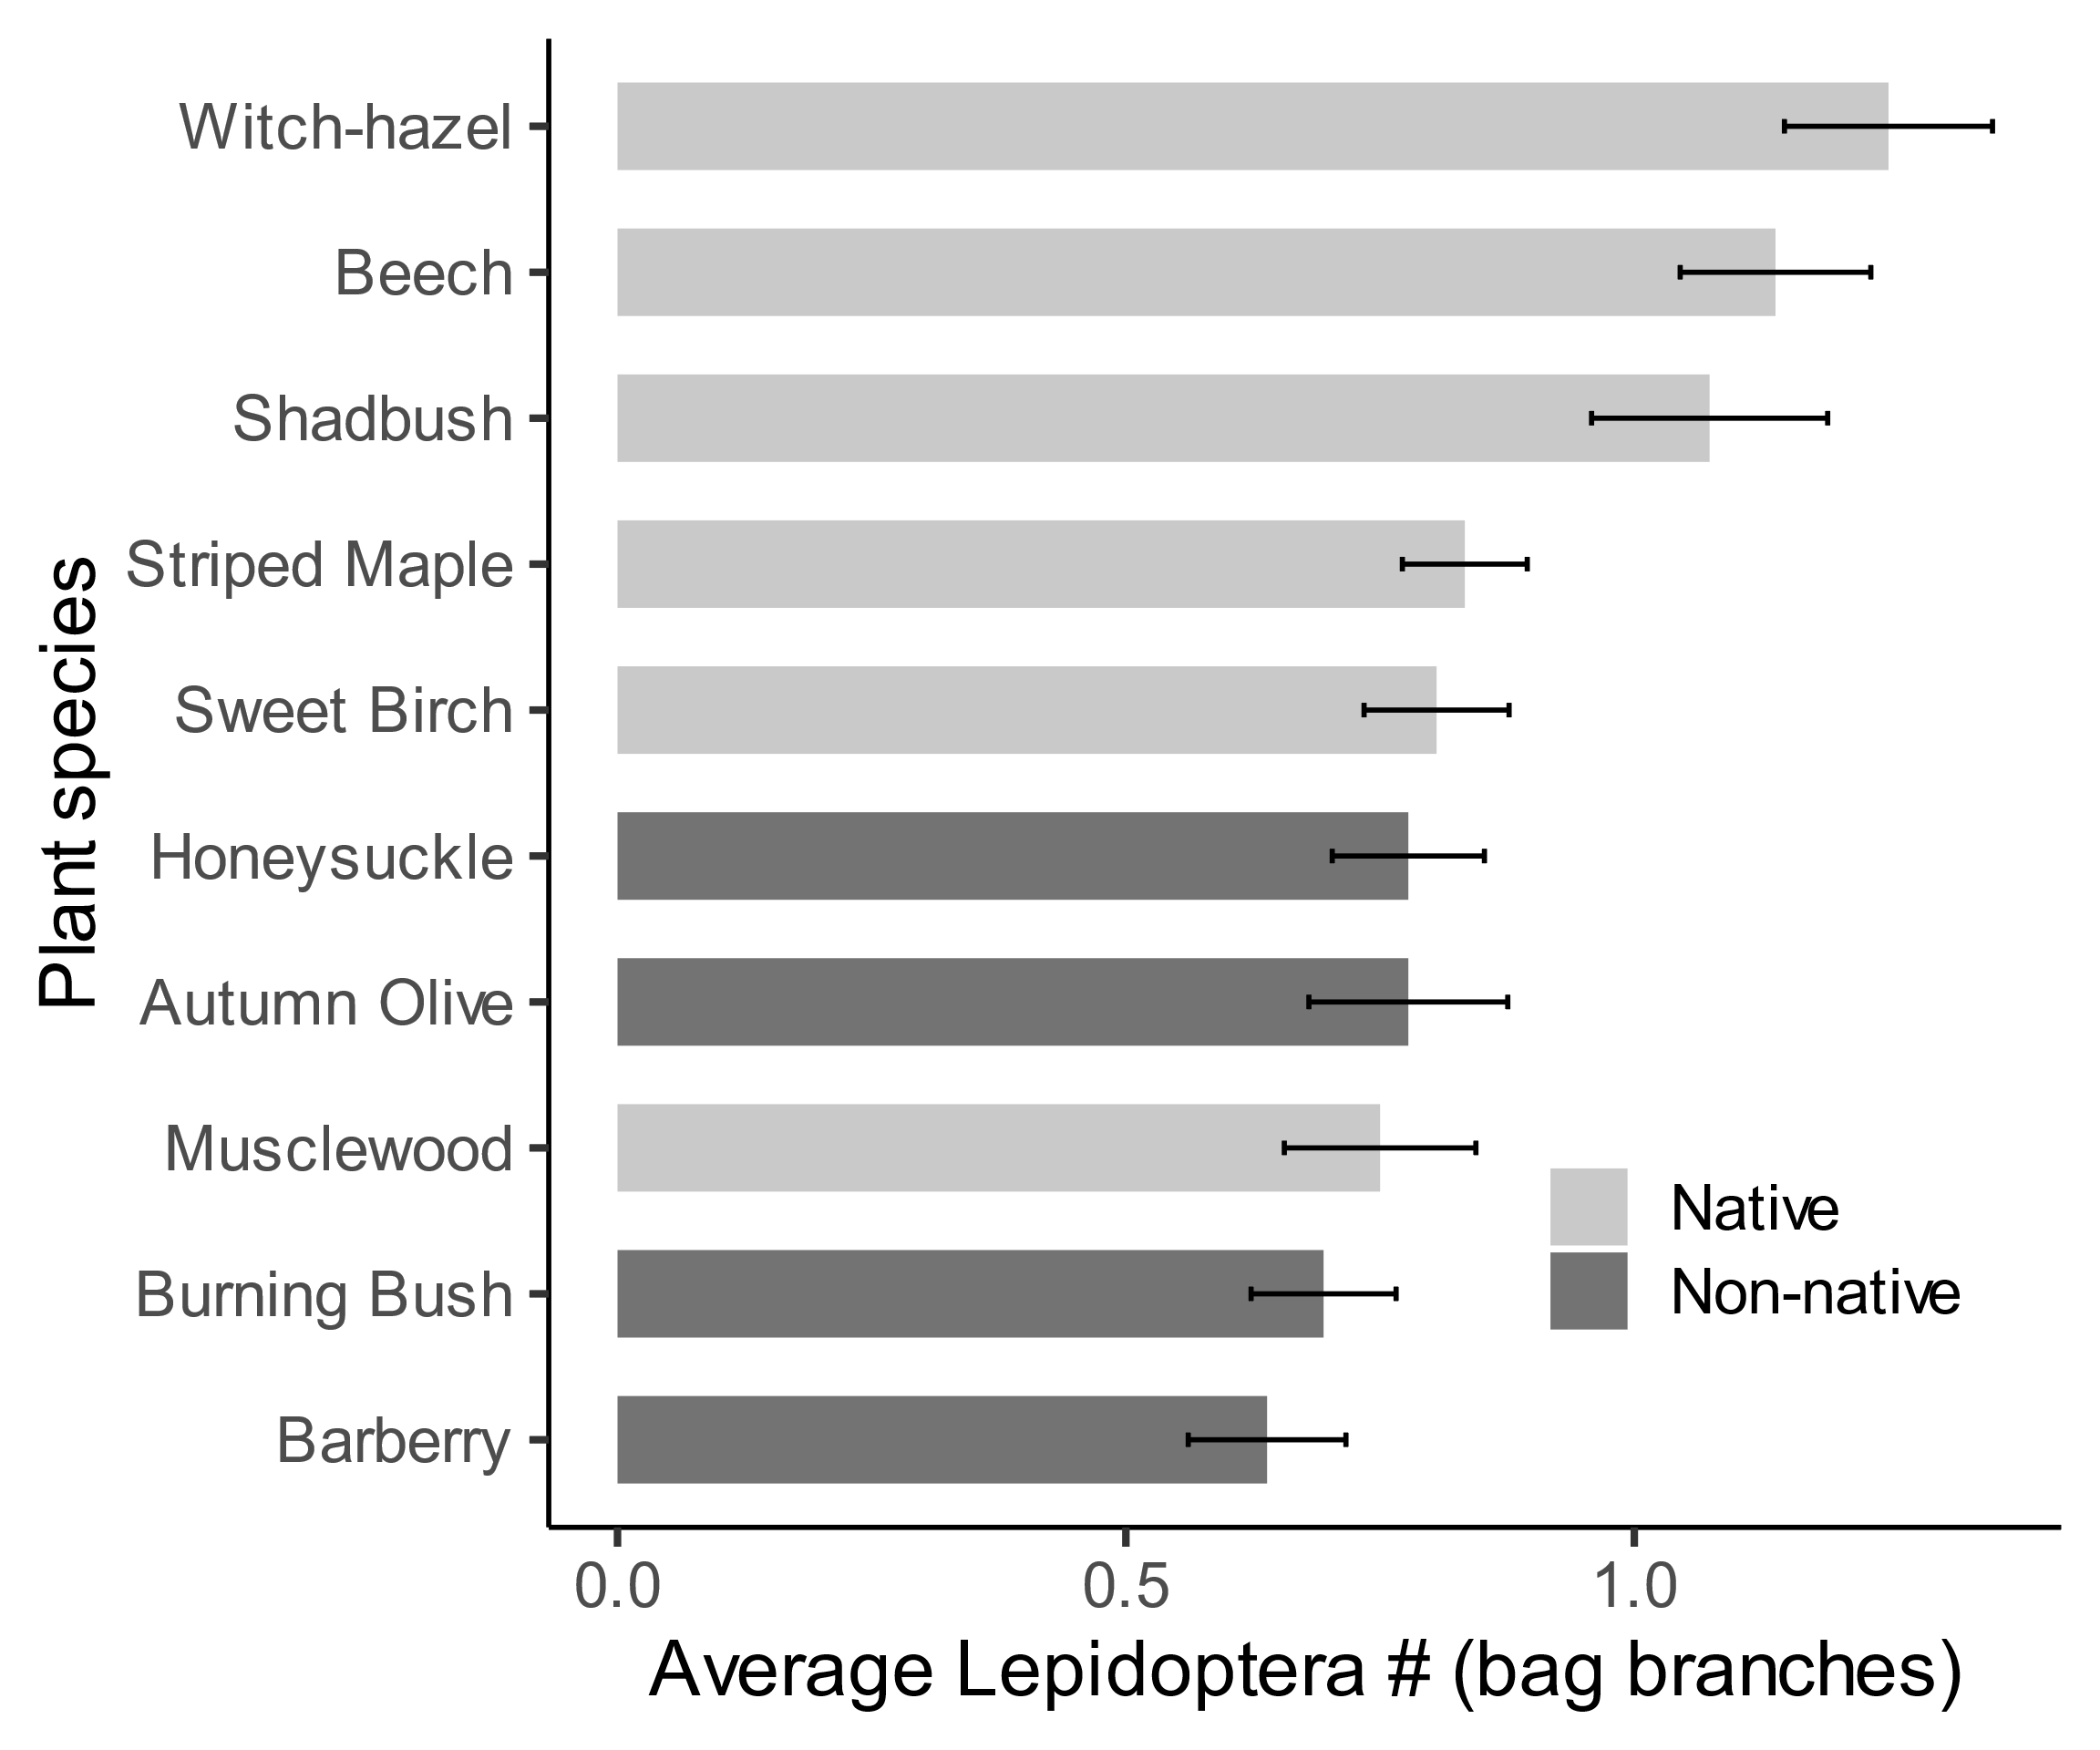 Plant species
Witch-hazel
Beech
Shadbush
Striped Maple
Sweet Birch
Honeysuckle
Autumn Olive
Musclewood
Burning Bush
Barberry
Native
Non-native
0.0 0.5 1.0
Average Lepidoptera # (bag branches)